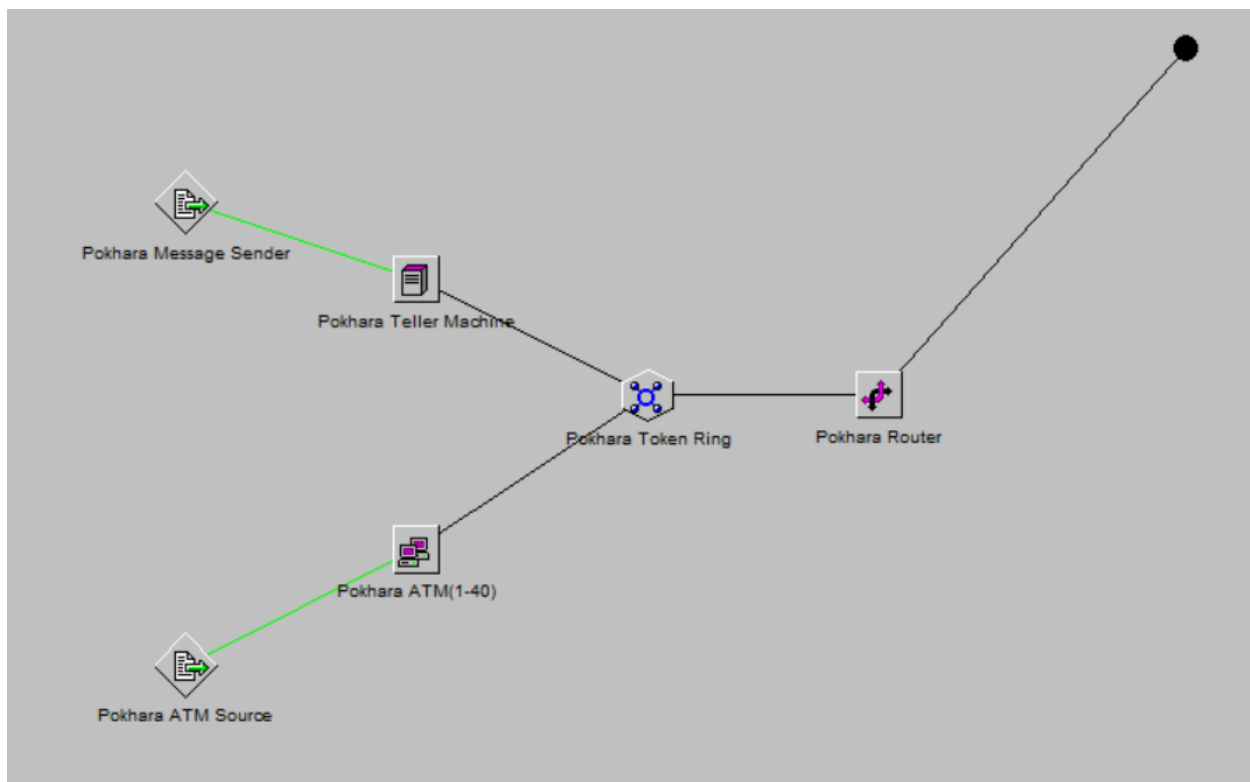 Pokhara Message Sender
Pokhara Teller Machine
Pokhara Token Ring
Pokhara Router
Pokhara ATM(1-40)
Pokhara ATM Source